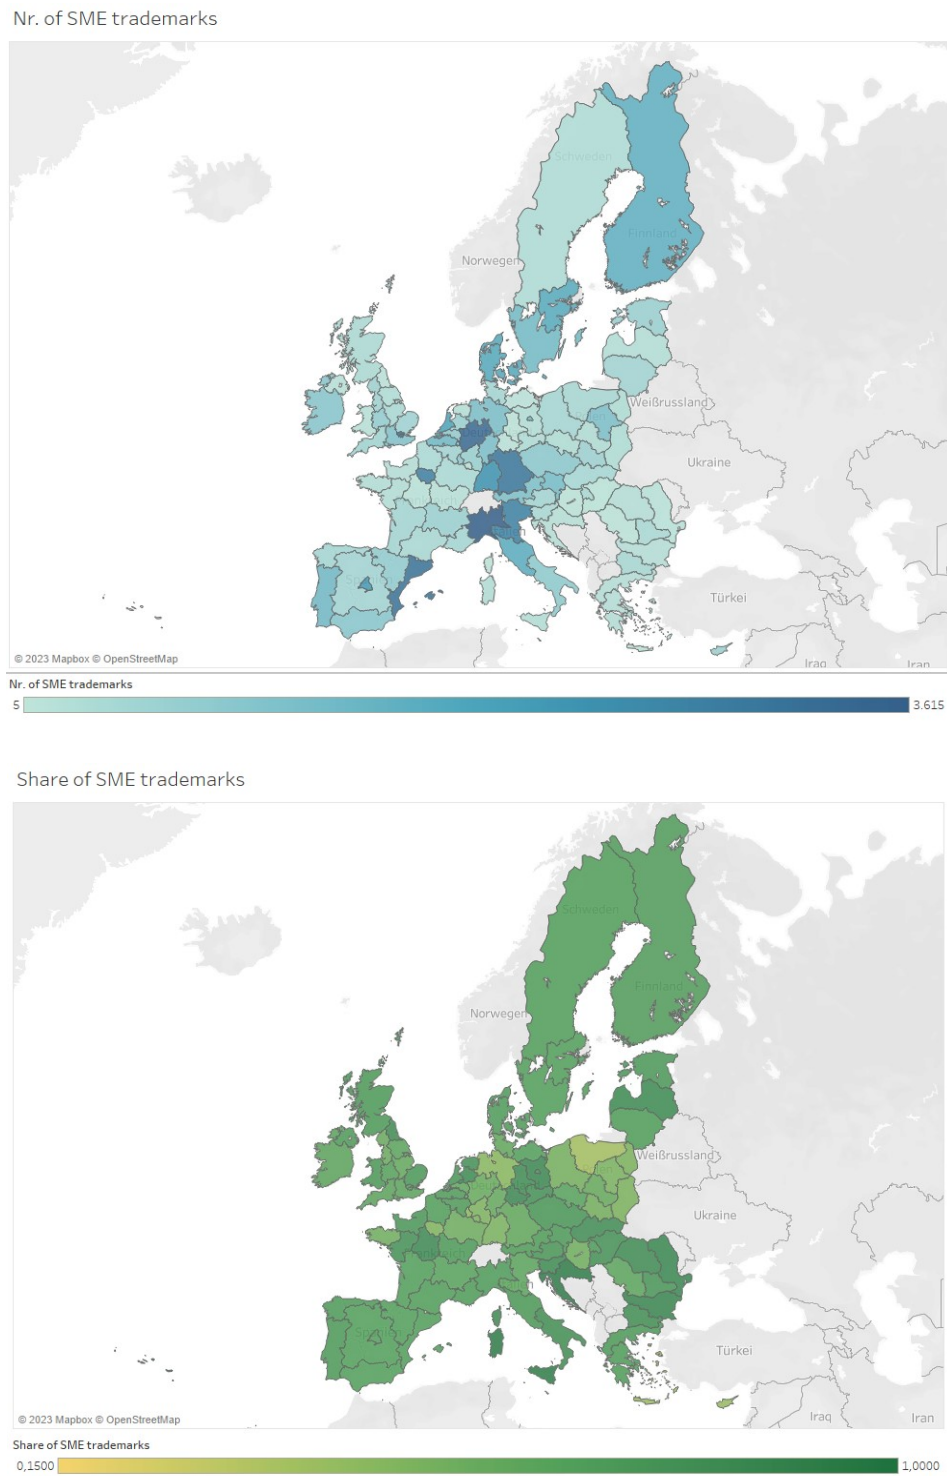 Nr. of SME trademarks
Schweden
Finnland
Norwegen
Weißrussland
Ukraine
Türkei
Iraq
Iran
© 2023 Mapbox © OpenStreetMap
Nr. of SME trademarks
5
3.615
Share of SME trademarks
Schweden
Finnland
Norwegen
Weißrussland
Ukraine
Frankreich
Spanien
Türkei
Iraq
Iran
© 2023 Mapbox © OpenStreetMap
Share of SME trademarks
0,1500
1,0000